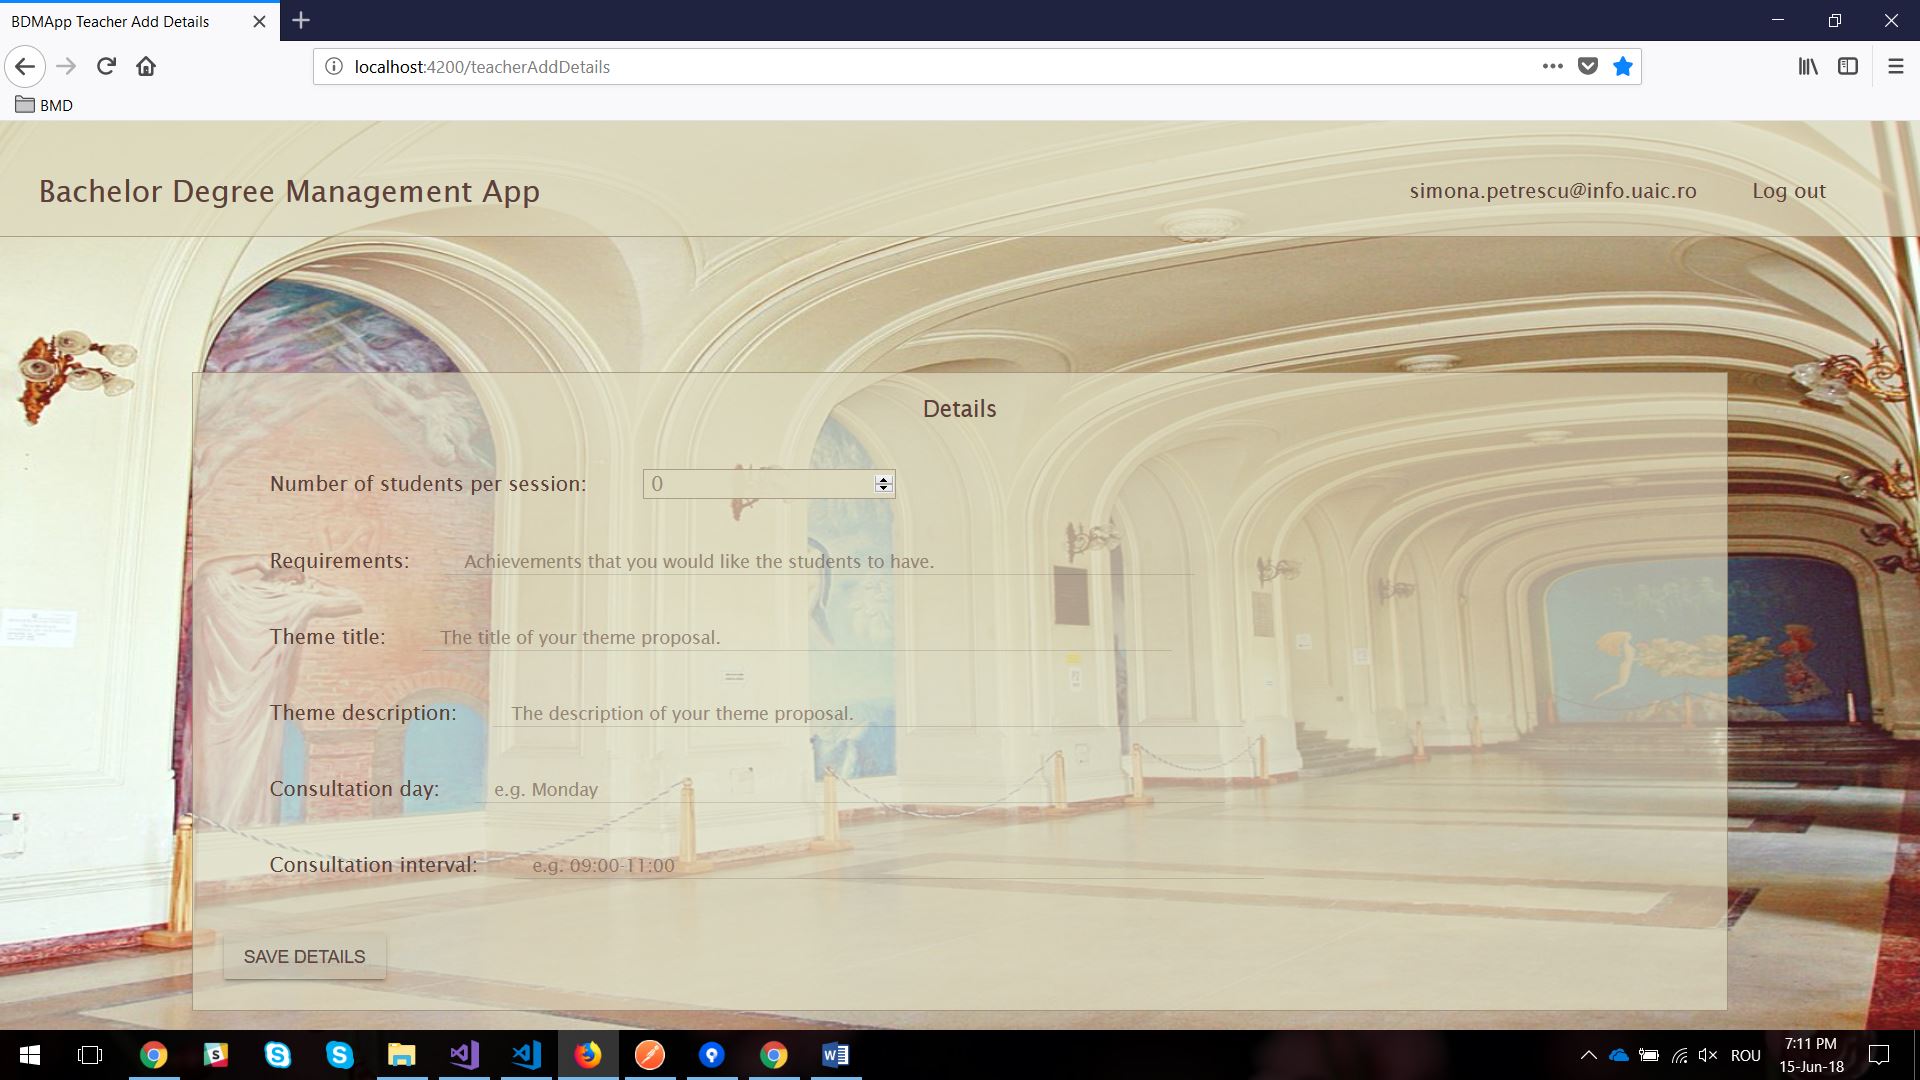 BDMApp Teacher Add Details
localhost:4200/teacherAddDetails
BMD
Bachelor Degree Management App
simona.petrescu@info.uaic.ro Log out
Details
Number of students per session: 0
Requirements: Achievements that you would like the students to have.
Theme title: The title of your theme proposal.
Theme description: The description of your theme proposal.
Consultation day: e.g. Monday
Consultation interval: e.g. 09:00-11:00
SAVE DETAILS
ROU
7:11 PM
15-Jun-18